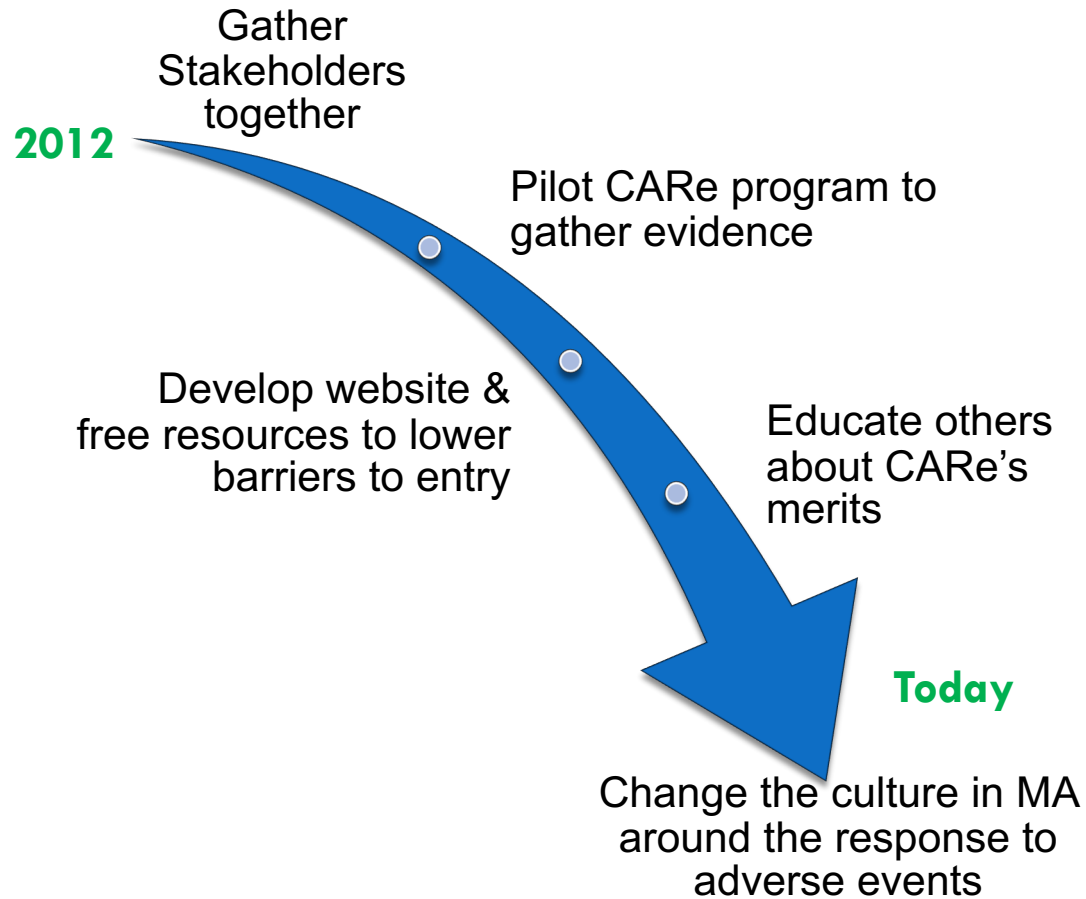 Gather
Stakeholders
together
2012
Pilot CARe program to
gather evidence
Develop website &
free resources to lower
barriers to entry
Educate others
about CARe’s
merits
Today
Change the culture in MA
around the response to
adverse events